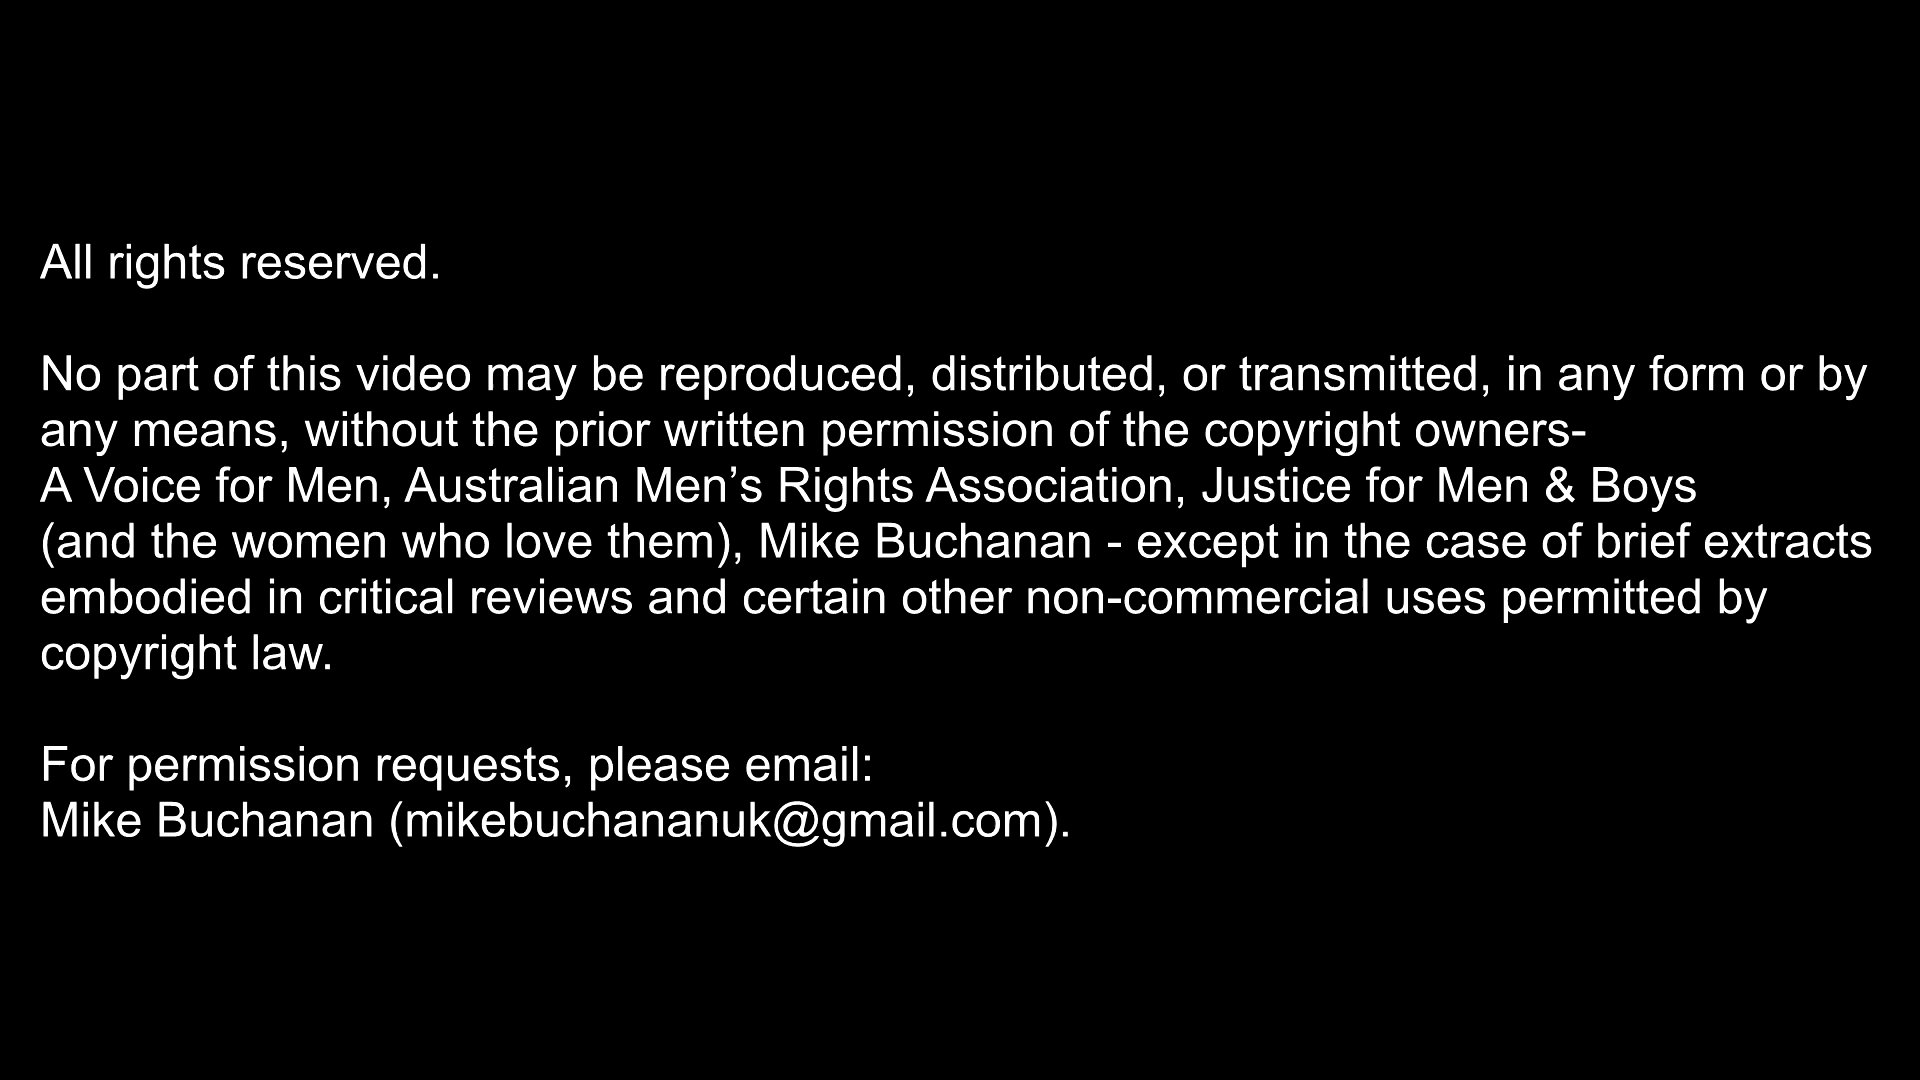 All rights reserved.
No part of this video may be reproduced, distributed, or transmitted, in any form or by
any means, without the prior written permission of the copyright owners-
A Voice for Men, Australian Men’s Rights Association, Justice for Men & Boys
(and the women who love them), Mike Buchanan - except in the case of brief extracts
embodied in critical reviews and certain other non-commercial uses permitted by
copyright law.
For permission requests, please email:
Mike Buchanan (mikebuchananuk@gmail.com).